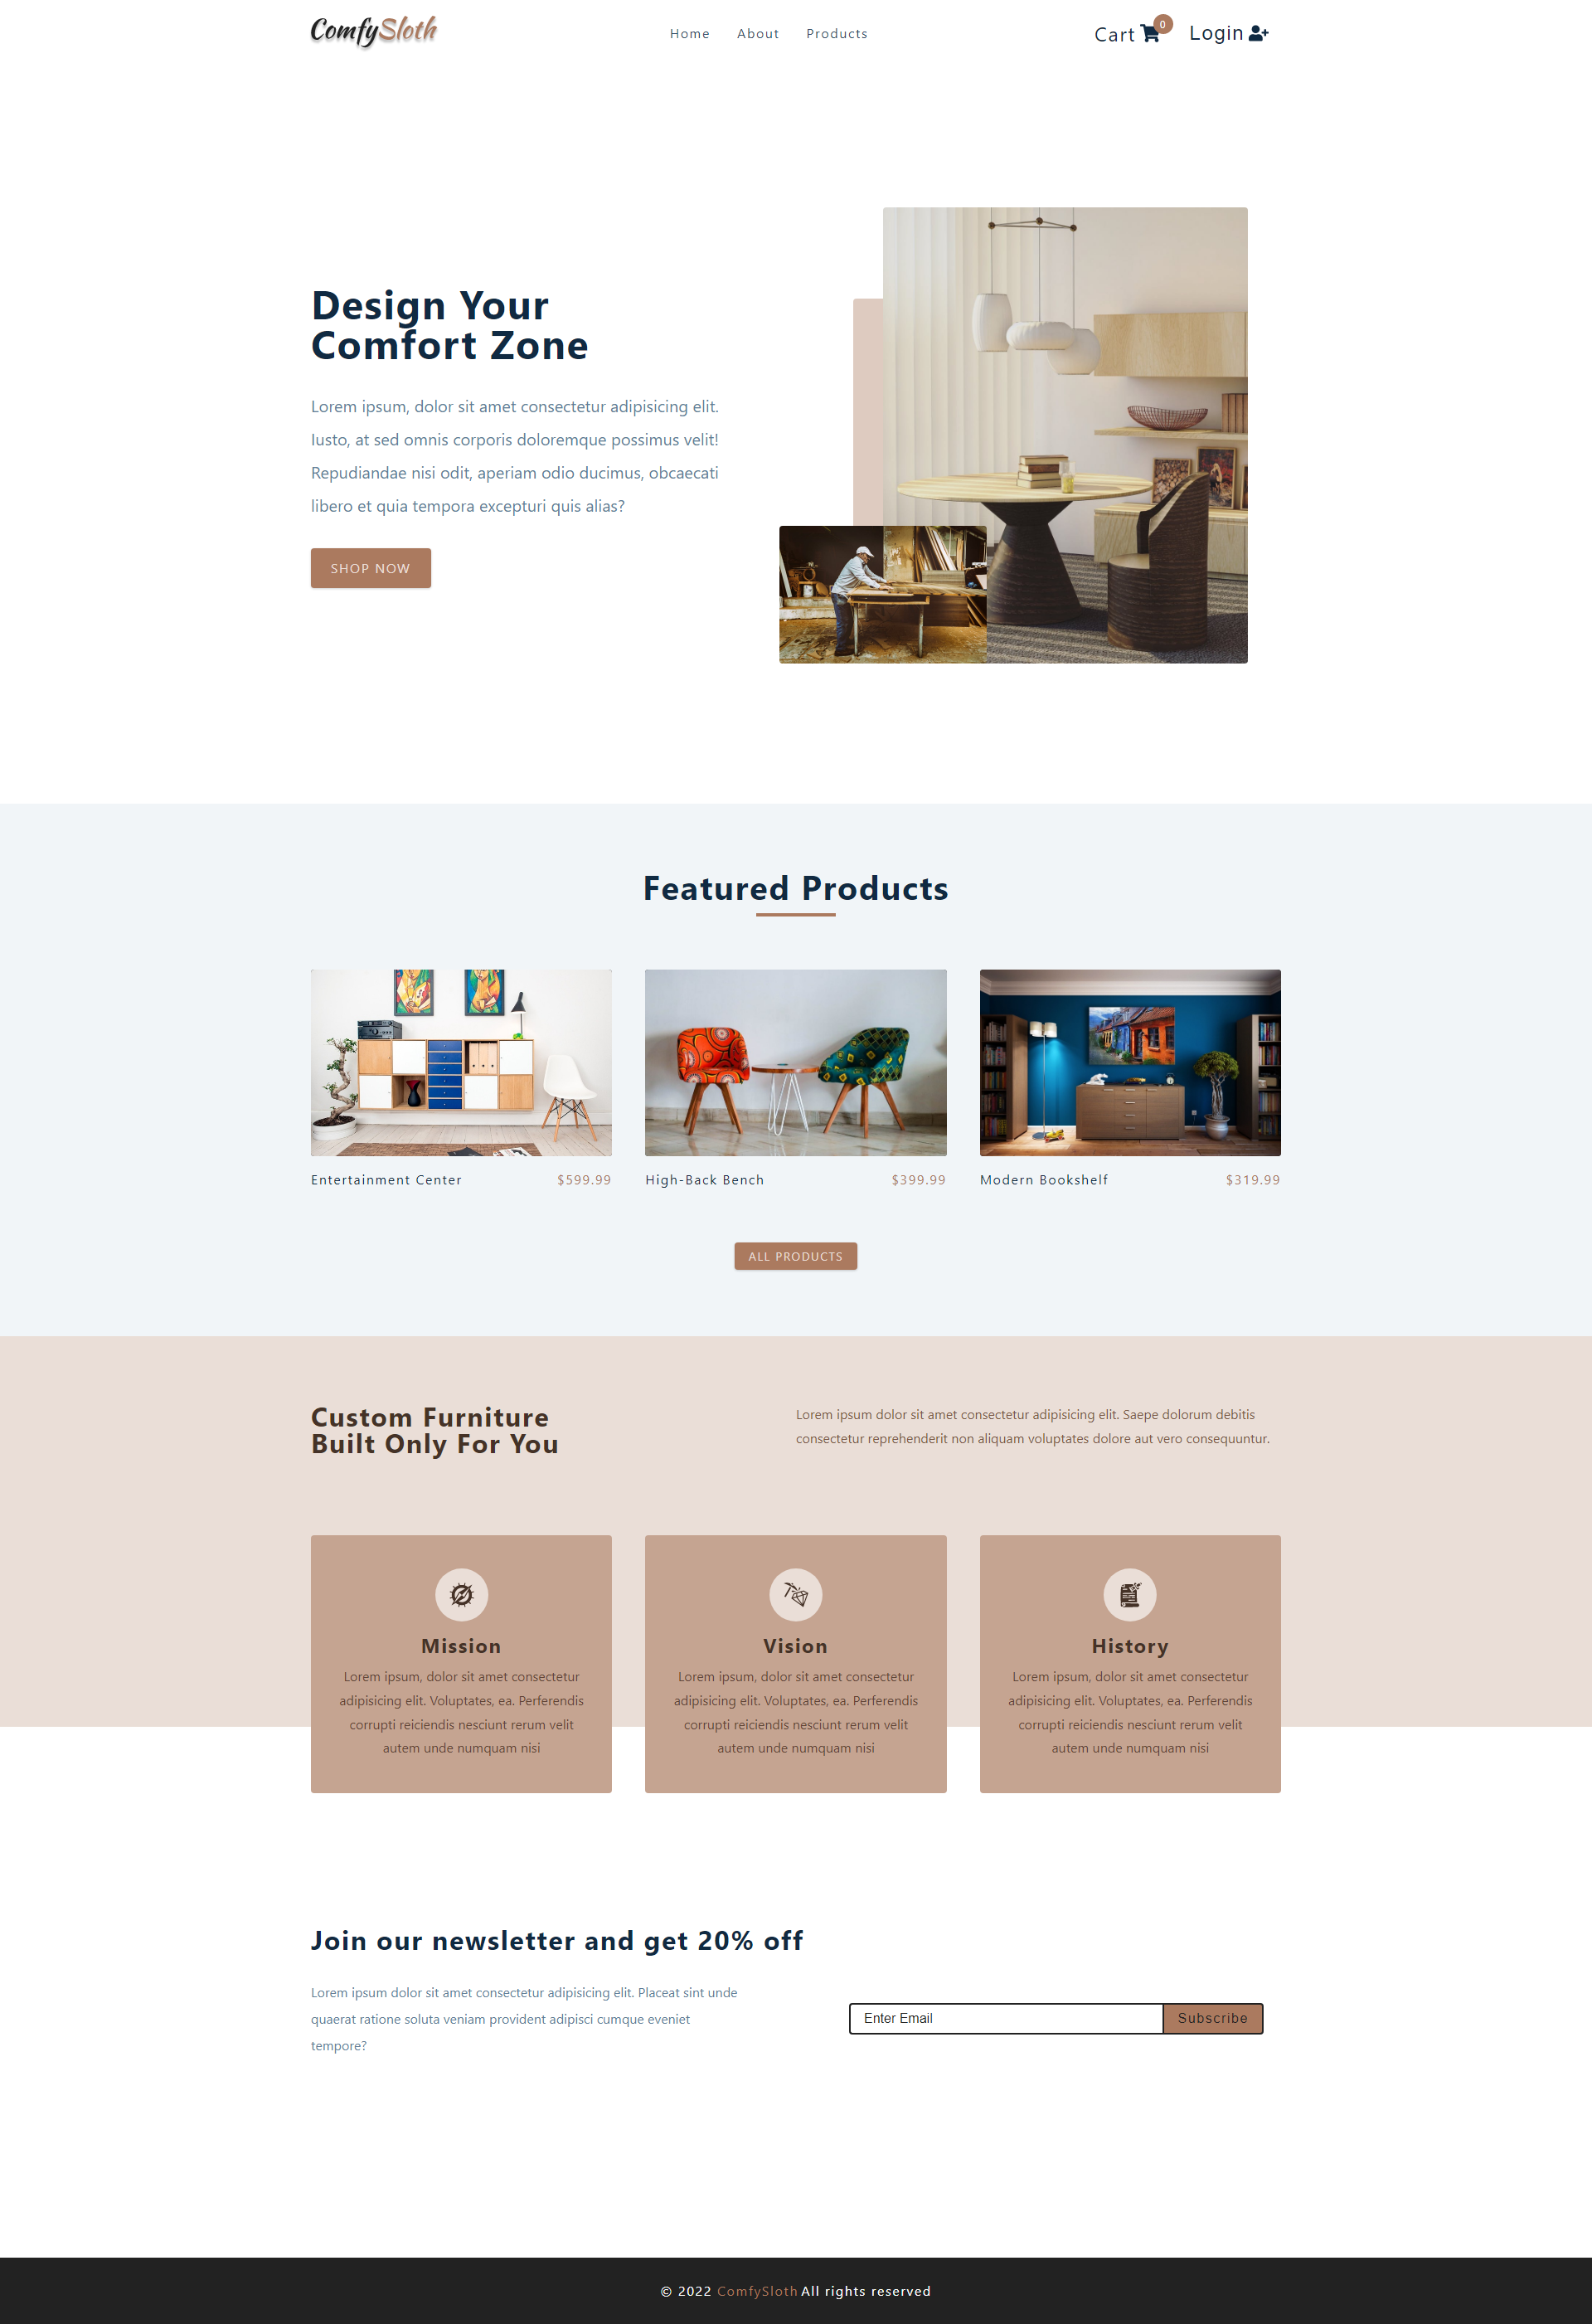 ComfySloth
Home About Products
Cart 0 Login
Design Your
Comfort Zone
Lorem ipsum, dolor sit amet consectetur adipisicing elit.
Iusto, at sed omnis corporis doloremque possimus velit!
Repudiandae nisi odit, aperiam odio ducimus, obcaecati
libero et quia tempora excepturi quis alias?
SHOP NOW
Featured Products
Entertainment Center $599.99
High-Back Bench $399.99
Modern Bookshelf $319.99
ALL PRODUCTS
Custom Furniture
Built Only For You
Lorem ipsum dolor sit amet consectetur adipisicing elit. Saepe dolorum debitis
consectetur reprehenderit non aliquam voluptates dolore aut vero consequuntur.
Mission
Lorem ipsum, dolor sit amet consectetur
adipisicing elit. Voluptates, ea. Perferendis
corrupti reiciendis nesciunt rerum velit
autem unde numquam nisi
Vision
Lorem ipsum, dolor sit amet consectetur
adipisicing elit. Voluptates, ea. Perferendis
corrupti reiciendis nesciunt rerum velit
autem unde numquam nisi
History
Lorem ipsum, dolor sit amet consectetur
adipisicing elit. Voluptates, ea. Perferendis
corrupti reiciendis nesciunt rerum velit
autem unde numquam nisi
Join our newsletter and get 20% off
Lorem ipsum dolor sit amet consectetur adipisicing elit. Placeat sint unde
quaerat ratione soluta veniam provident adipisci cumque eveniet
tempore?
Enter Email Subscribe
© 2022 ComfySloth All rights reserved